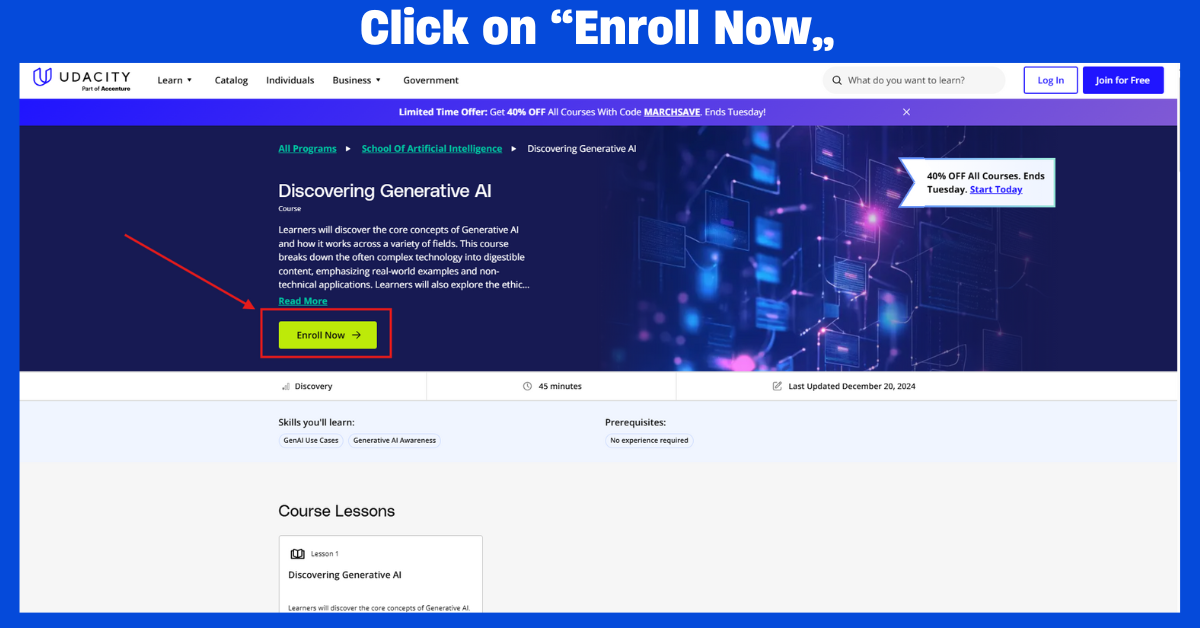 Click on “Enroll Now„
UDACITY
Part of Accenture
Learn
Catalog
Individuals
Business
Government
What do you want to learn?
Log In
Join for Free
Limited Time Offer: Get 40% OFF All Courses With Code MARCHSAVE. Ends Tuesday!
All Programs
School Of Artificial Intelligence
Discovering Generative AI
40% OFF All Courses. Ends
Tuesday. Start Today
Discovering Generative AI
Course
Learners will discover the core concepts of Generative AI
and how it works across a variety of fields. This course
breaks down the often complex technology into digestible
content, emphasizing real-world examples and non-
technical applications. Learners will also explore the ethic...
Read More
Enroll Now →
Discovery
45 minutes
Last Updated December 20, 2024
Skills you'll learn:
GenAI Use Cases
Generative AI Awareness
Prerequisites:
No experience required
Course Lessons
Lesson 1
Discovering Generative AI
Learners will discover the core concepts of Generative AI.